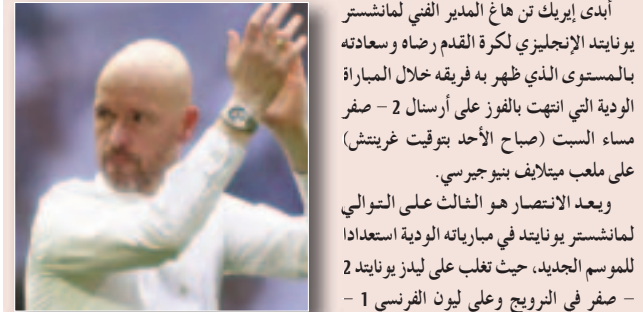 أبدى إيريك تن هاغ المدير الفني لمانشستر
يونايتد الإنجليزي لكرة القدم رضاه وسعادته
بالمستوى الذي ظهر به فريقه خلال المباراة
الودية التي انتهت بالفوز على أرسنال 2 – صفر
مساء السبت (صباح الأحد بتوقيت غرينتش)
على ملعب ميتلايف بنيوجيرسي.
ويعد الانتصار هو الثالث على التوالي
لمانشستر يونايتد في مبارياته الودية استعدادا
للموسم الجديد، حيث تغلب على ليدز يونايتد 2
– صفر في النرويج وعلى ليون الفرنسي 1 –